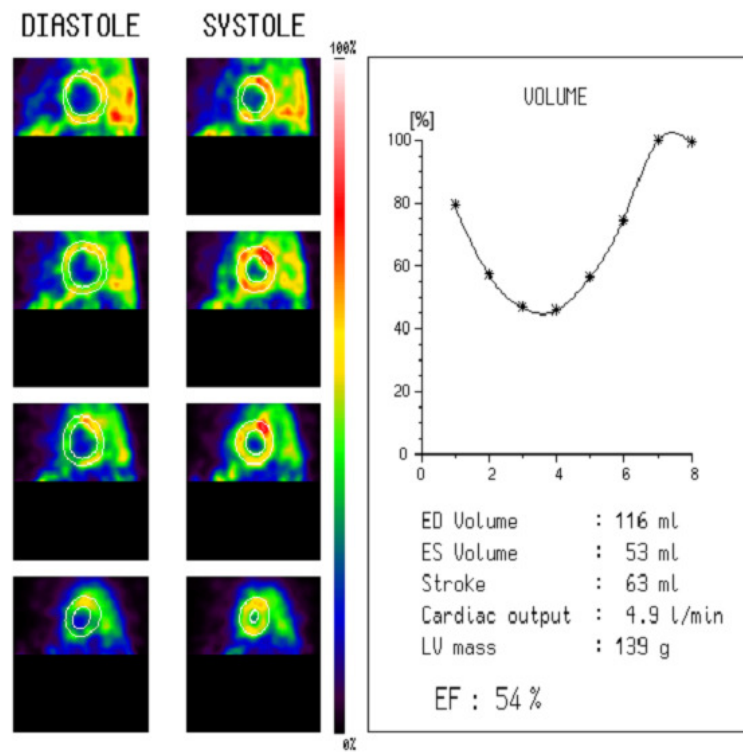 DIASTOLE SYSTOLE
100%
0%
VOLUME
[%]
100
80
60
40
20
0
0 2 4 6 8
ED Volume : 116 ml
ES Volume : 53 ml
Stroke : 63 ml
Cardiac output : 4.9 l/min
LV mass : 139 g
EF : 54 %